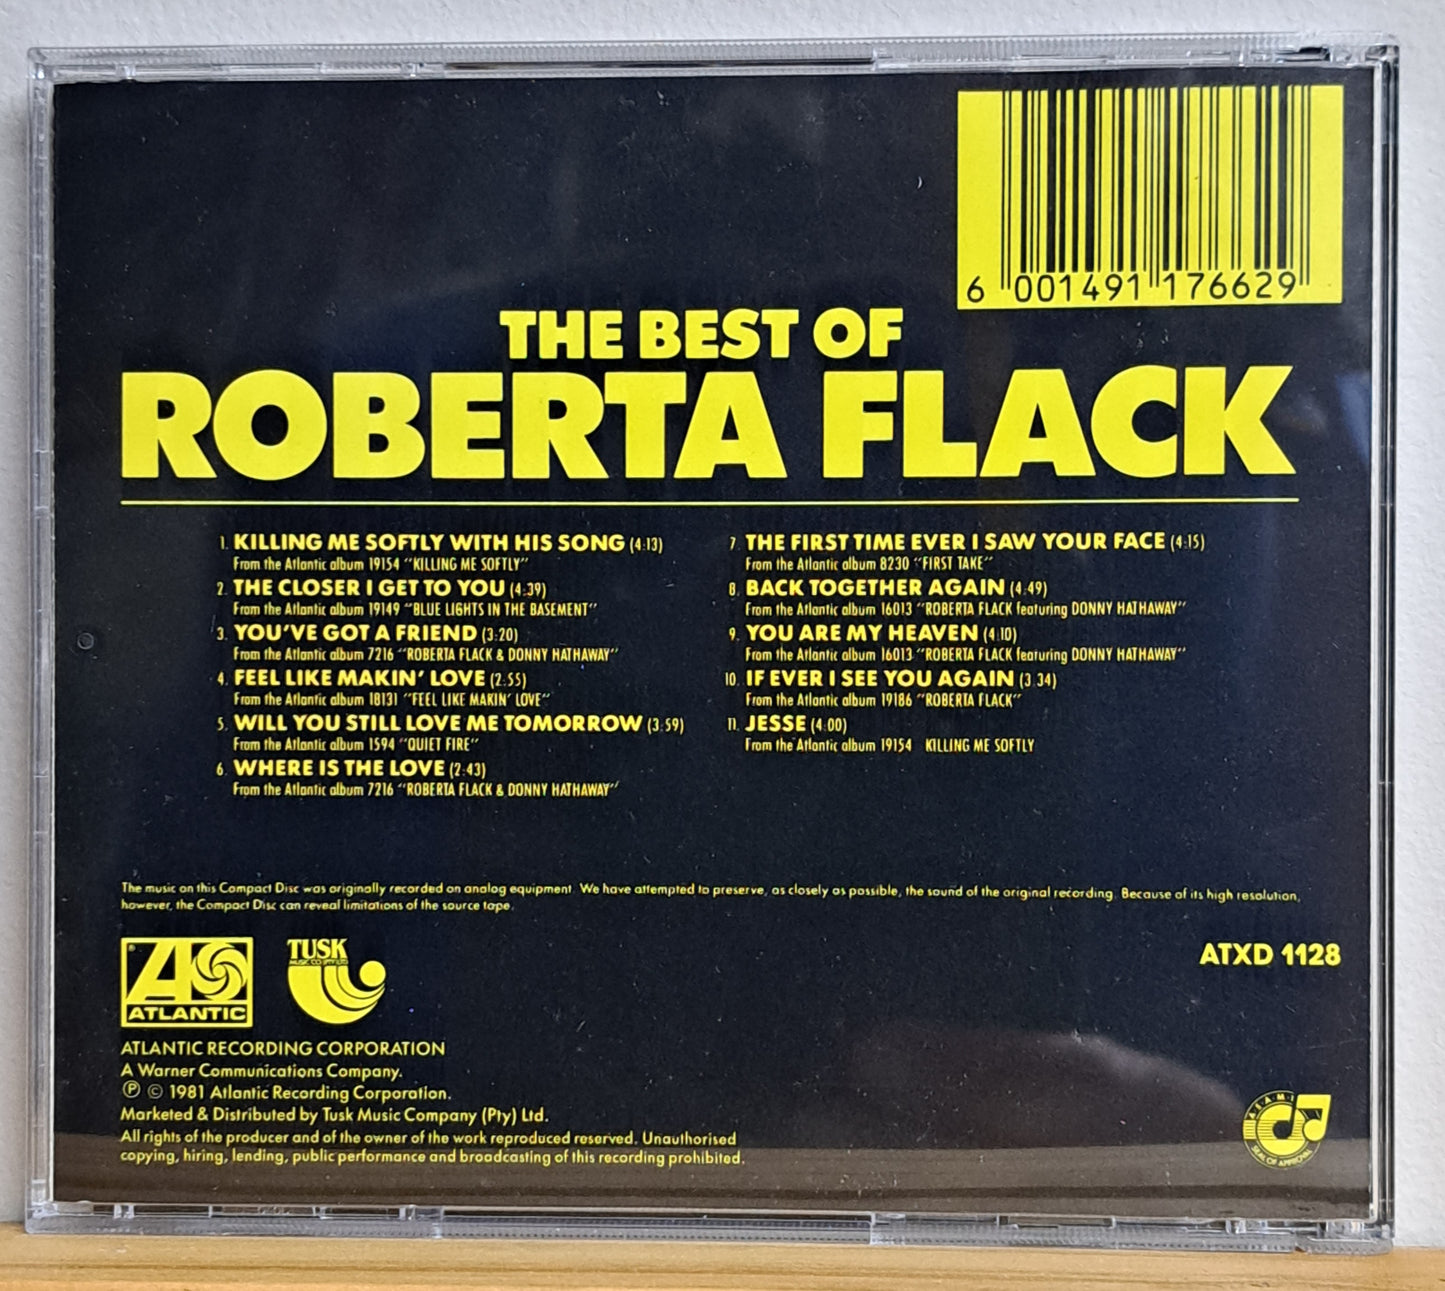 6 001491 176629
THE BEST OF
ROBERTA FLACK
1. KILLING ME SOFTLY WITH HIS SONG (4:13)
From the Atlantic album 19154 "KILLING ME SOFTLY"
2. THE CLOSER I GET TO YOU (4:39)
From the Atlantic album 19149 "BLUE LIGHTS IN THE BASEMENT"
3. YOU'VE GOT A FRIEND (3:20)
From the Atlantic album 7216 "ROBERTA FLACK & DONNY HATHAWAY"
4. FEEL LIKE MAKIN' LOVE (2:55)
From the Atlantic album 18131 "FEEL LIKE MAKIN' LOVE"
5. WILL YOU STILL LOVE ME TOMORROW (3:59)
From the Atlantic album 1594 "QUIET FIRE"
6. WHERE IS THE LOVE (2:43)
From the Atlantic album 7216 "ROBERTA FLACK & DONNY HATHAWAY"
7. THE FIRST TIME EVER I SAW YOUR FACE (4:15)
From the Atlantic album 8230 "FIRST TAKE"
8. BACK TOGETHER AGAIN (4:49)
From the Atlantic album 16013 "ROBERTA FLACK featuring DONNY HATHAWAY"
9. YOU ARE MY HEAVEN (4:10)
From the Atlantic album 16013 "ROBERTA FLACK featuring DONNY HATHAWAY"
10. IF EVER I SEE YOU AGAIN (3:34)
From the Atlantic album 19186 "ROBERTA FLACK"
11. JESSE (4:00)
From the Atlantic album 19154 KILLING ME SOFTLY
The music on this Compact Disc was originally recorded on analog equipment. We have attempted to preserve, as closely as possible, the sound of the original recording. Because of its high resolution,
however, the Compact Disc can reveal limitations of the source tape.
ATLANTIC
TUSK
MUSIC CO (PTY) LTD
ATXD 1128
ATLANTIC RECORDING CORPORATION
A Warner Communications Company.
℗ © 1981 Atlantic Recording Corporation.
Marketed & Distributed by Tusk Music Company (Pty) Ltd.
All rights of the producer and of the owner of the work reproduced reserved. Unauthorised
copying, hiring, lending, public performance and broadcasting of this recording prohibited.
A·S·A·M·I
SEAL OF APPROVAL